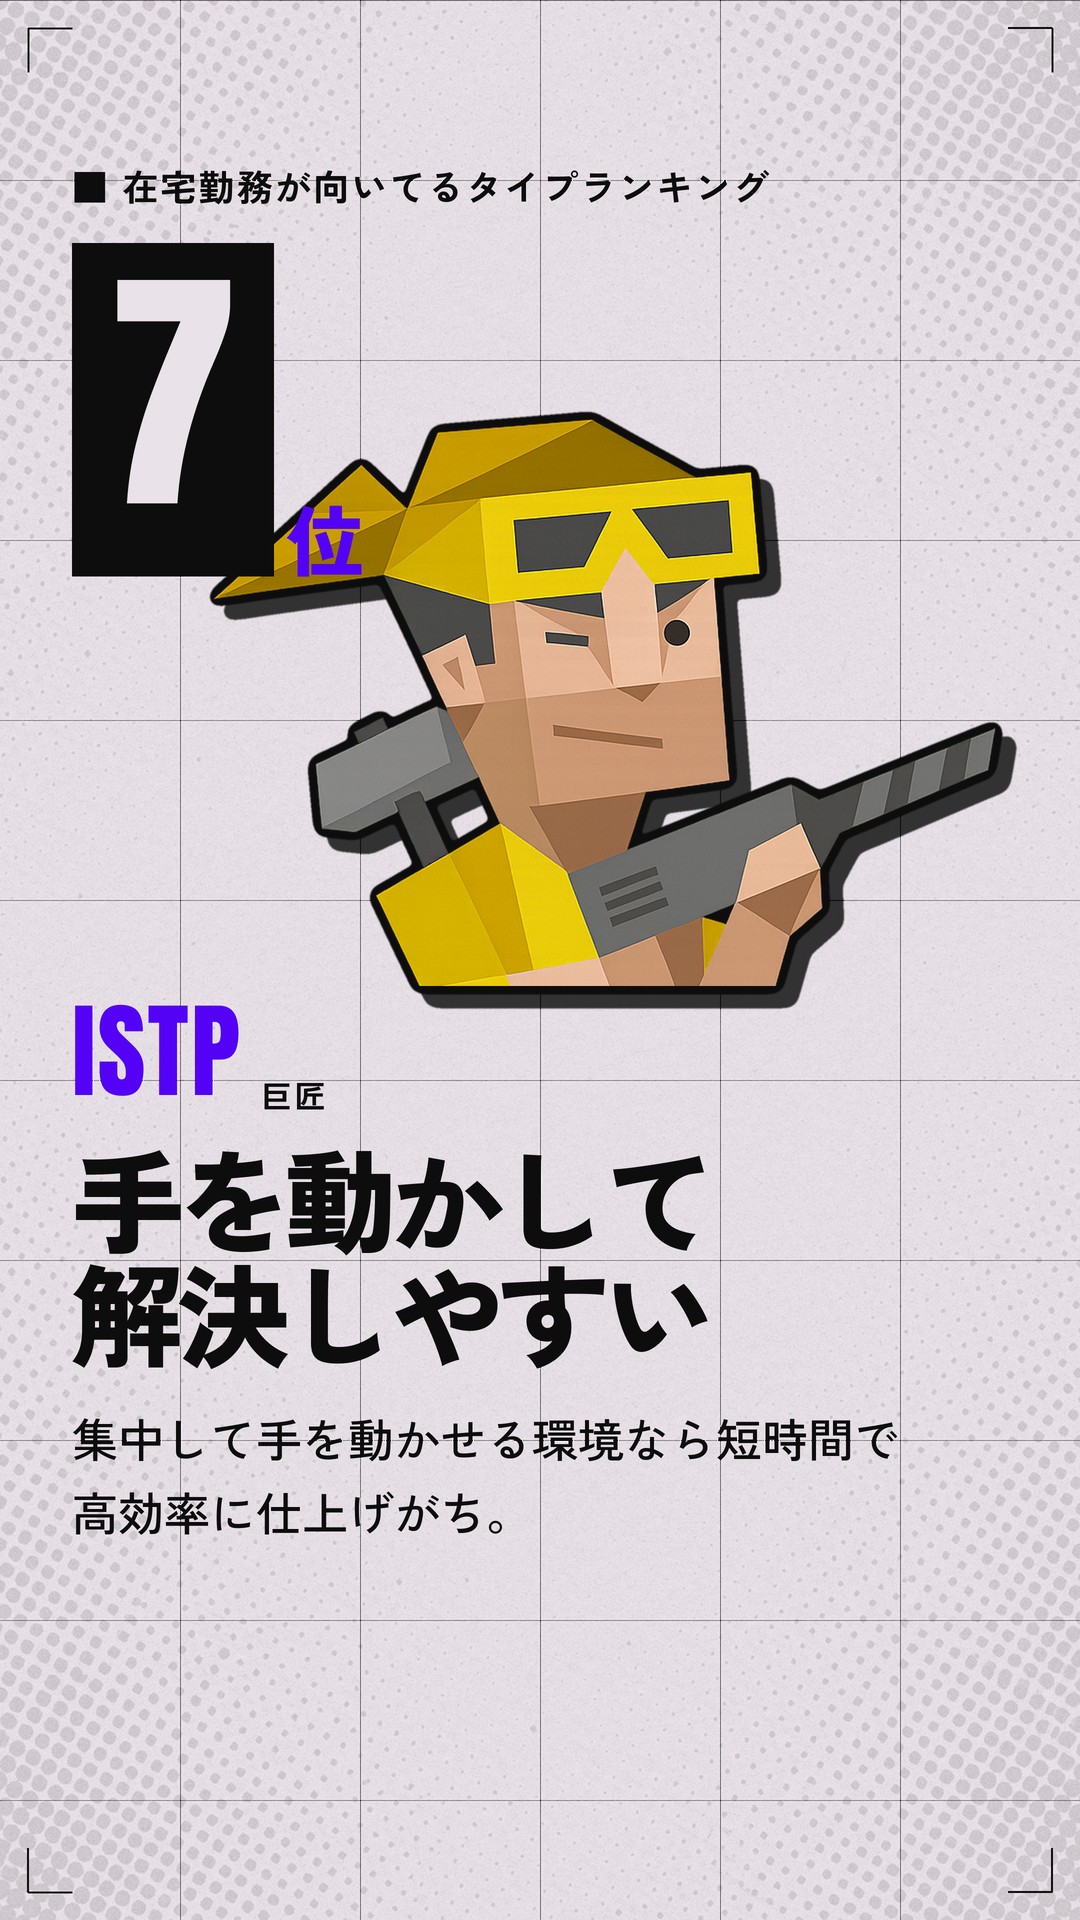 ■ 在宅勤務が向いてるタイプランキング
7位
ISTP 巨匠
手を動かして
解決しやすい
集中して手を動かせる環境なら短時間で
高効率に仕上げがち。